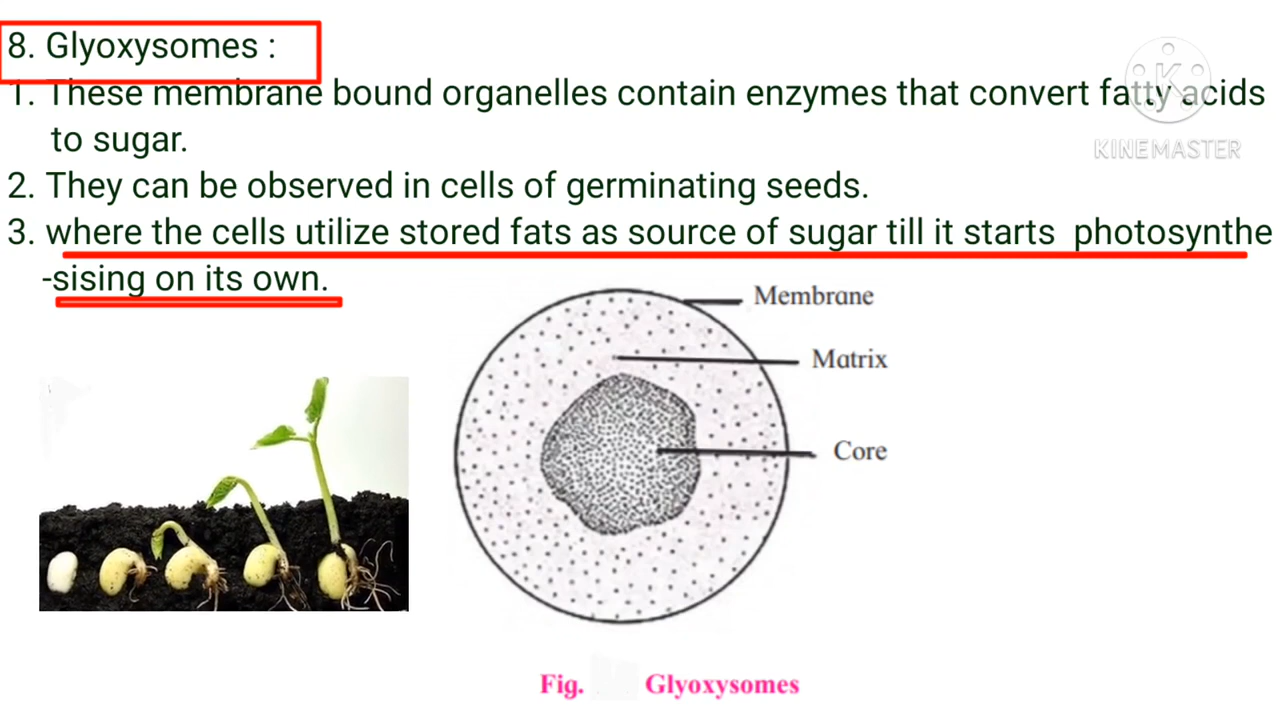 8. Glyoxysomes :
1. These membrane bound organelles contain enzymes that convert fatty acids
to sugar.
2. They can be observed in cells of germinating seeds.
3. where the cells utilize stored fats as source of sugar till it starts photosynthe
-sising on its own.
K
KINEMASTER
Membrane
Matrix
Core
Fig. Glyoxysomes